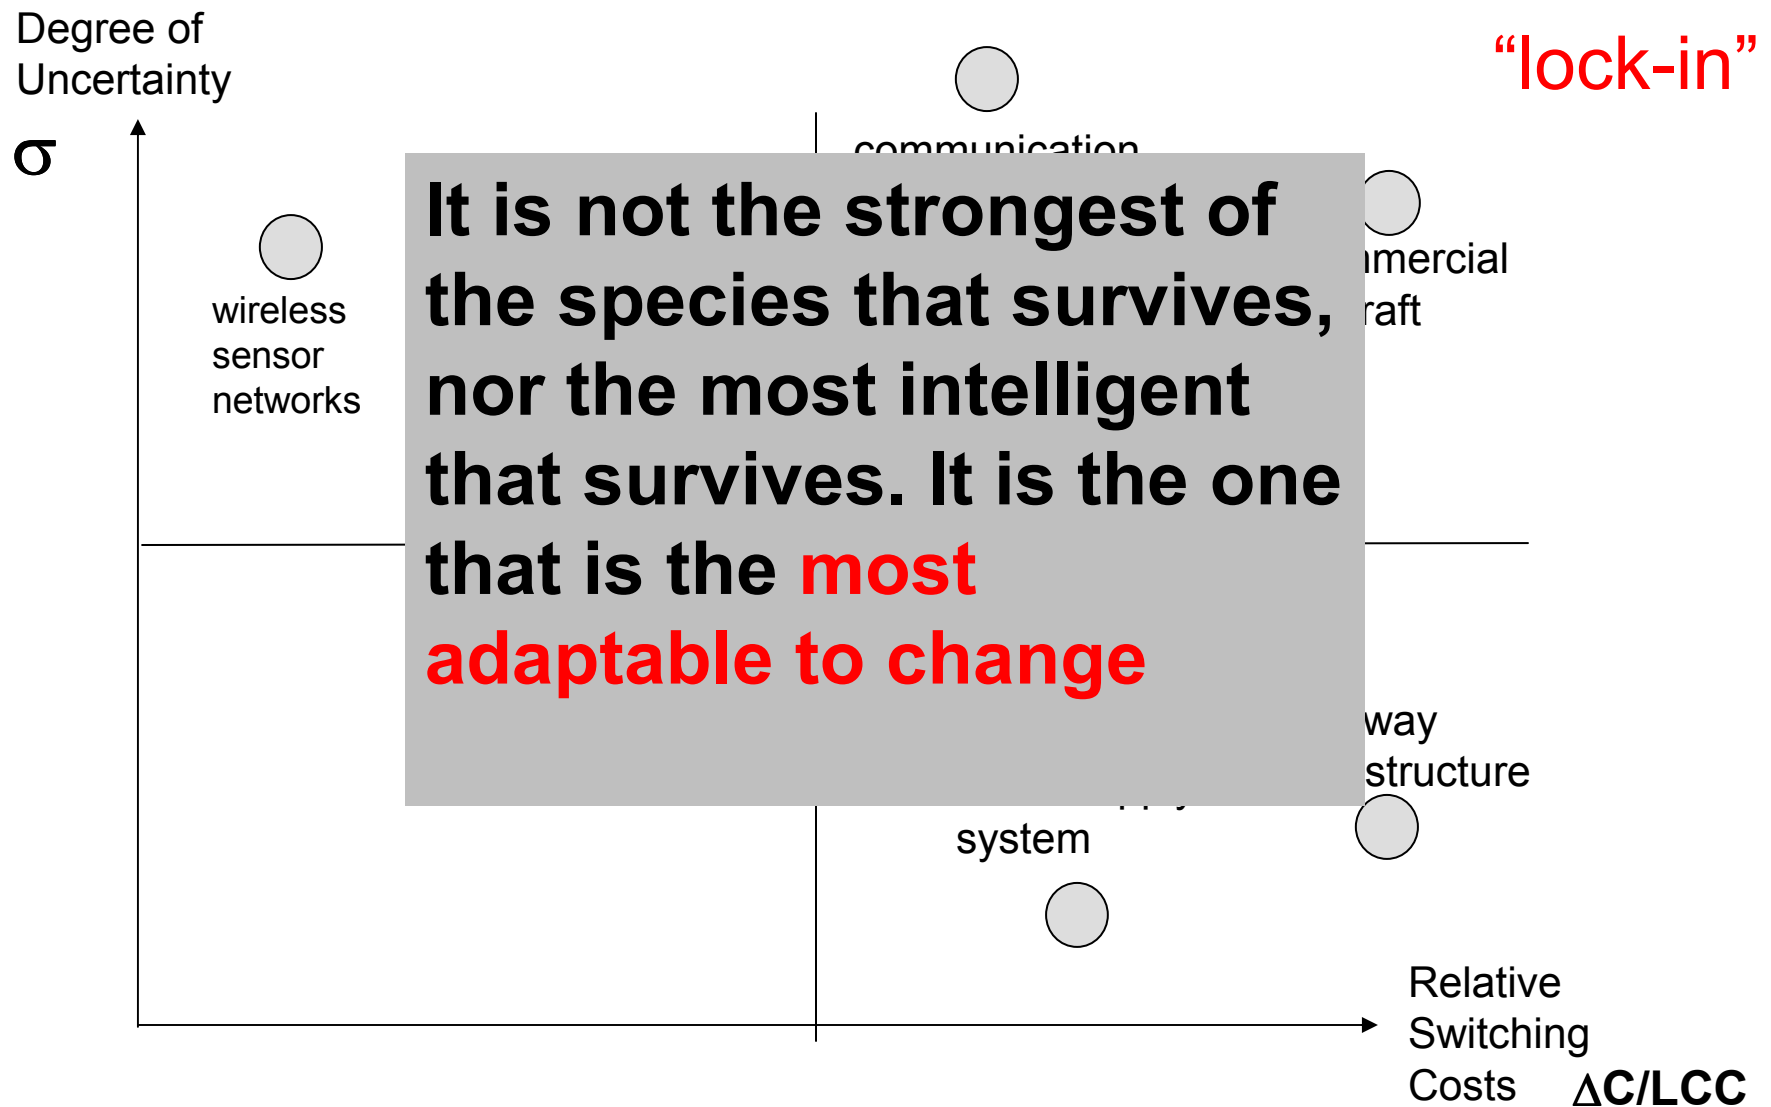 Degree of
Uncertainty
σ
“lock-in”
communication
wireless
sensor
networks
It is not the strongest of
the species that survives,
nor the most intelligent
that survives. It is the one
that is the most
adaptable to change
system
Relative
Switching
Costs ΔC/LCC